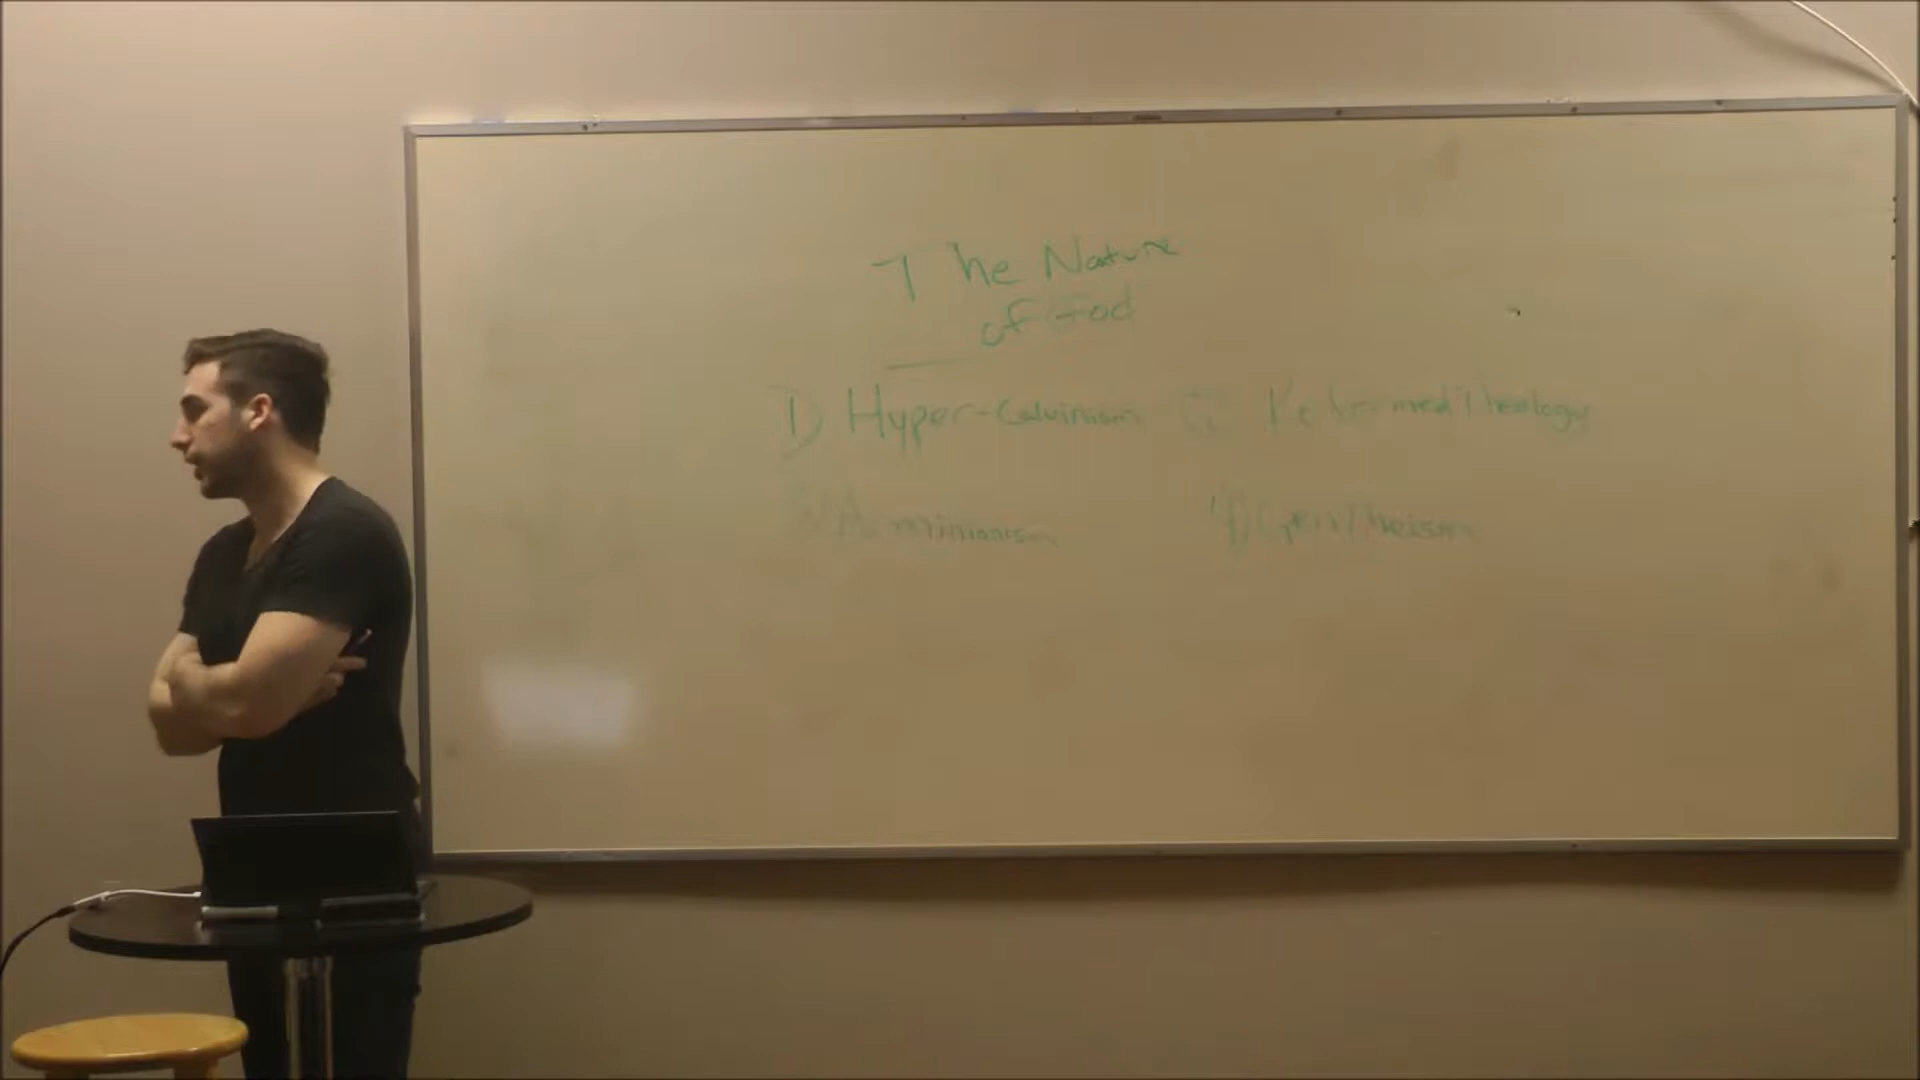 The Nature
of God
1) Hyper-Calvinism 2) Reformed Theology
3) Arminianism 4) Open Theism